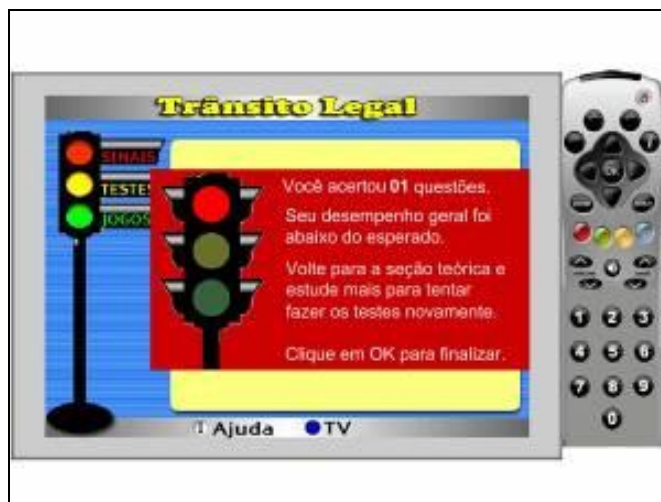 Trânsito Legal
SINAIS
TESTES
JOGOS
Você acertou 01 questões.
Seu desempenho geral foi
abaixo do esperado.
Volte para a seção teórica e
estude mais para tentar
fazer os testes novamente.
Clique em OK para finalizar.
i Ajuda TV
OK
1 2 3
4 5 6
7 8 9
0